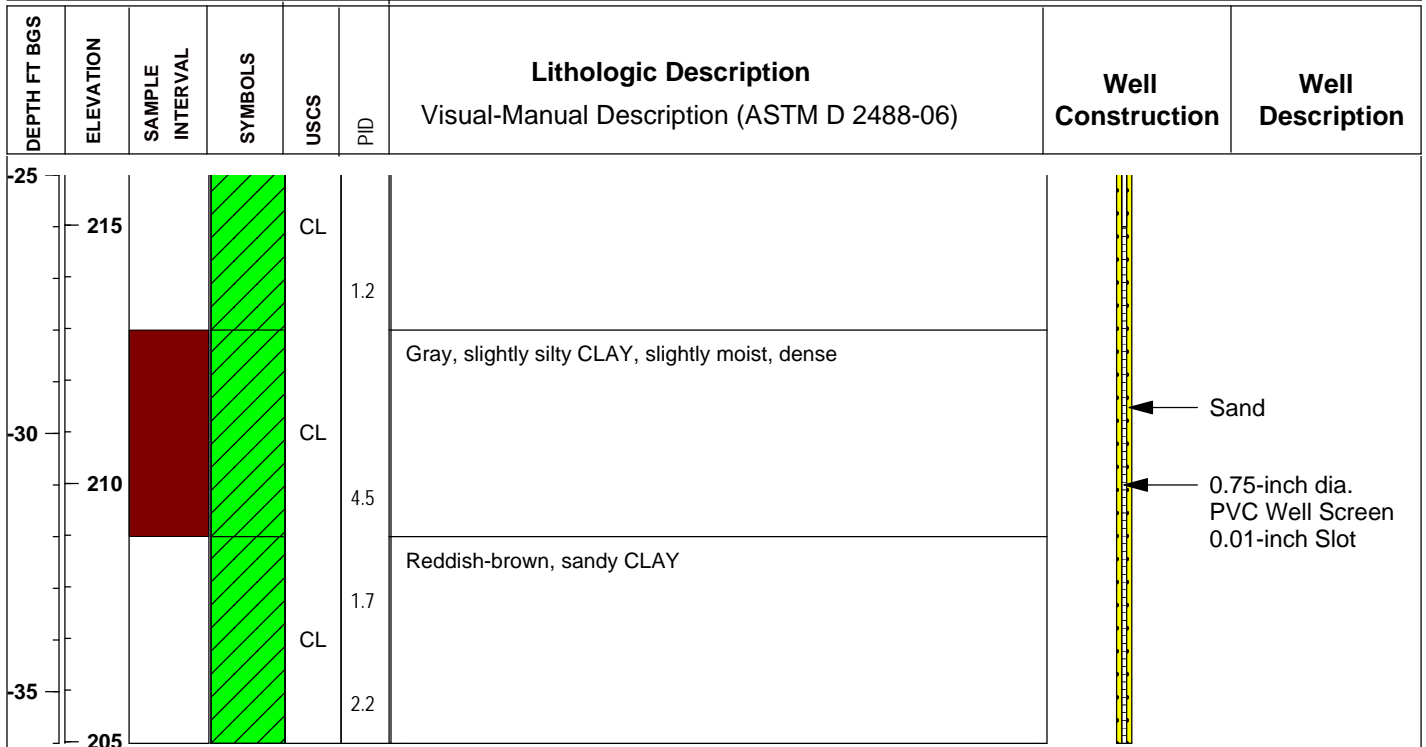 DEPTH FT BGS
ELEVATION
SAMPLE
INTERVAL
SYMBOLS
USCS
PID
Lithologic Description
Visual-Manual Description (ASTM D 2488-06)
Well
Construction
Well
Description
-25
215
CL
1.2
Gray, slightly silty CLAY, slightly moist, dense
Sand
-30
CL
210
4.5
0.75-inch dia.
PVC Well Screen
0.01-inch Slot
Reddish-brown, sandy CLAY
1.7
CL
-35
2.2
205